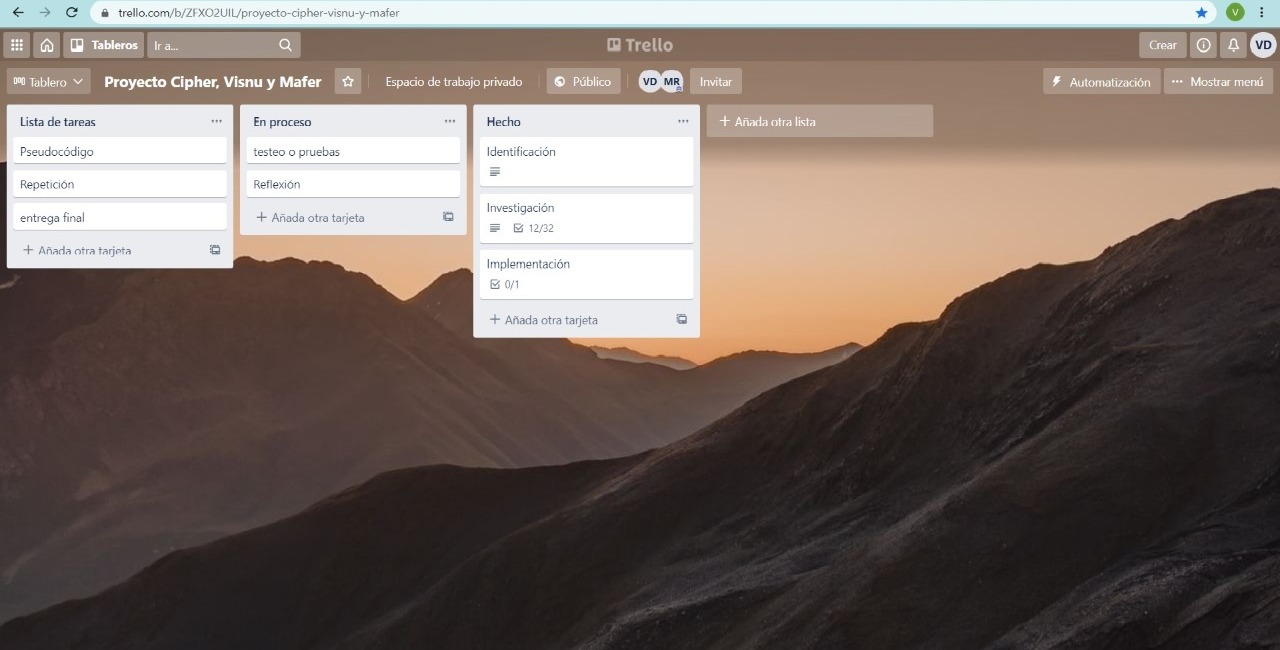 trello.com/b/ZFXO2UIL/proyecto-cipher-visnu-y-mafer
V
Tableros
Ir a...
Trello
Crear
VD
Tablero
Proyecto Cipher, Visnu y Mafer
Espacio de trabajo privado
Público
VD
MR
Invitar
Automatización
Mostrar menú
Lista de tareas
Pseudocódigo
Repetición
entrega final
Añada otra tarjeta
En proceso
testeo o pruebas
Reflexión
Añada otra tarjeta
Hecho
Identificación
Investigación
12/32
Implementación
0/1
Añada otra tarjeta
Añada otra lista